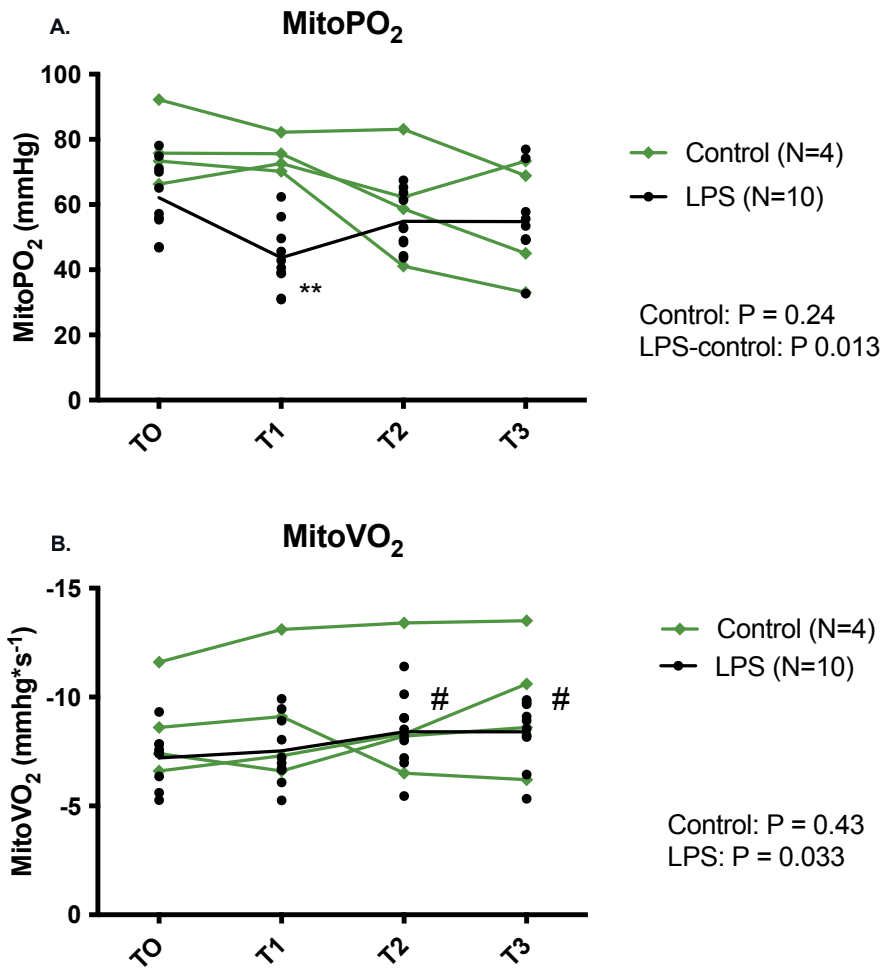 A.
MitoPO₂
MitoPO₂ (mmHg)
100
80
60
40
20
0
TO
T1
T2
T3
**
Control (N=4)
LPS (N=10)
Control: P = 0.24
LPS-control: P 0.013
B.
MitoVO₂
MitoVO₂ (mmhg*s⁻¹)
-15
-10
-5
0
TO
T1
T2
T3
#
#
Control (N=4)
LPS (N=10)
Control: P = 0.43
LPS: P = 0.033